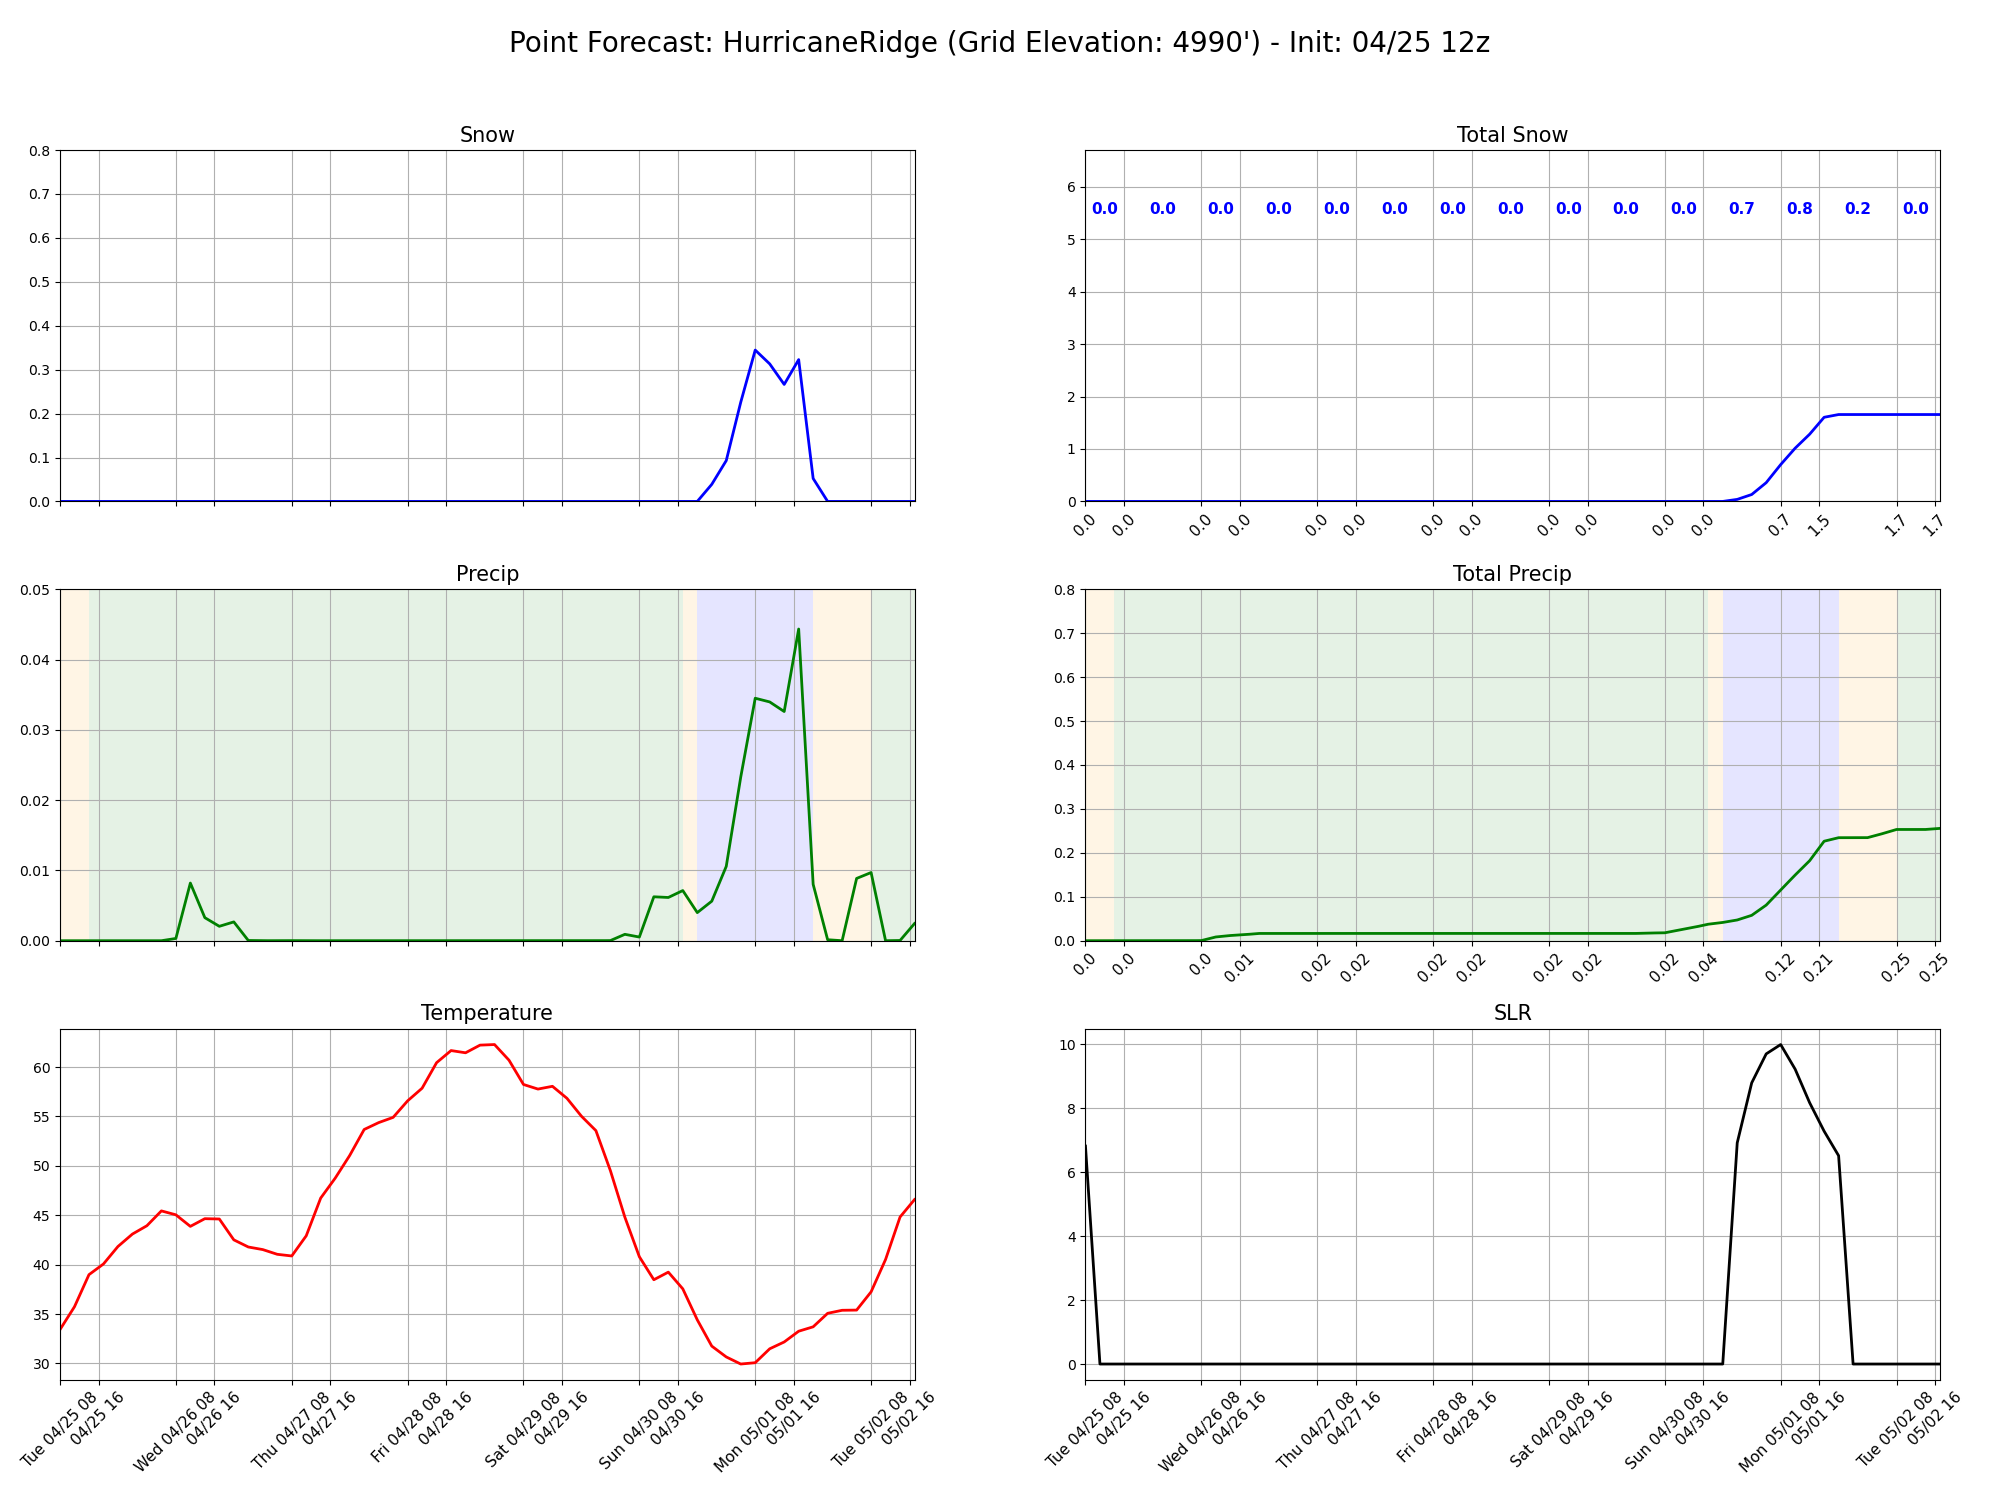 Point Forecast: HurricaneRidge (Grid Elevation: 4990') - Init: 04/25 12z
Snow
0.8
0.7
0.6
0.5
0.4
0.3
0.2
0.1
0.0
Total Snow
6
5
4
3
2
1
0
0.0 0.0 0.0 0.0 0.0 0.0 0.0 0.0 0.0 0.0 0.0 0.7 0.8 0.2 0.0
0.0 0.0 0.0 0.0 0.0 0.0 0.0 0.0 0.0 0.0 0.0 0.0 0.7 1.5 1.7 1.7
Precip
0.05
0.04
0.03
0.02
0.01
0.00
Total Precip
0.8
0.7
0.6
0.5
0.4
0.3
0.2
0.1
0.0
0.0 0.0 0.0 0.01 0.02 0.02 0.02 0.02 0.02 0.02 0.02 0.04 0.12 0.21 0.25 0.25
Temperature
60
55
50
45
40
35
30
Tue 04/25 08
04/25 16
Wed 04/26 08
04/26 16
Thu 04/27 08
04/27 16
Fri 04/28 08
04/28 16
Sat 04/29 08
04/29 16
Sun 04/30 08
04/30 16
Mon 05/01 08
05/01 16
Tue 05/02 08
05/02 16
SLR
10
8
6
4
2
0
Tue 04/25 08
04/25 16
Wed 04/26 08
04/26 16
Thu 04/27 08
04/27 16
Fri 04/28 08
04/28 16
Sat 04/29 08
04/29 16
Sun 04/30 08
04/30 16
Mon 05/01 08
05/01 16
Tue 05/02 08
05/02 16